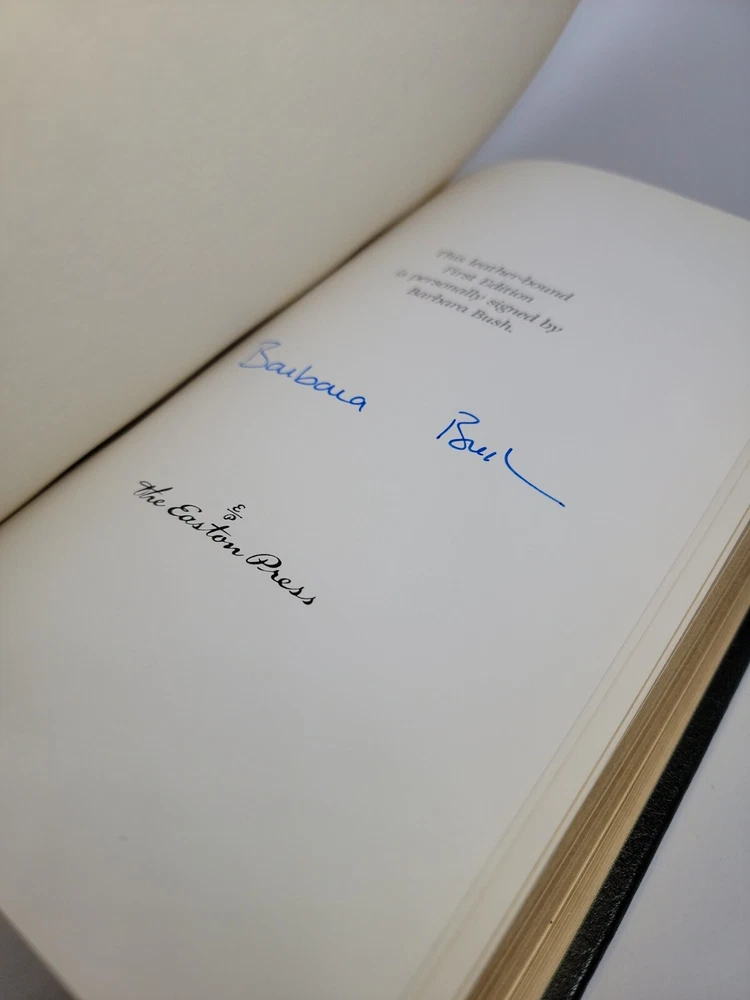 This leather-bound
First Edition
is personally signed by
Barbara Bush.
Barbara Bush
E/P
the Easton Press